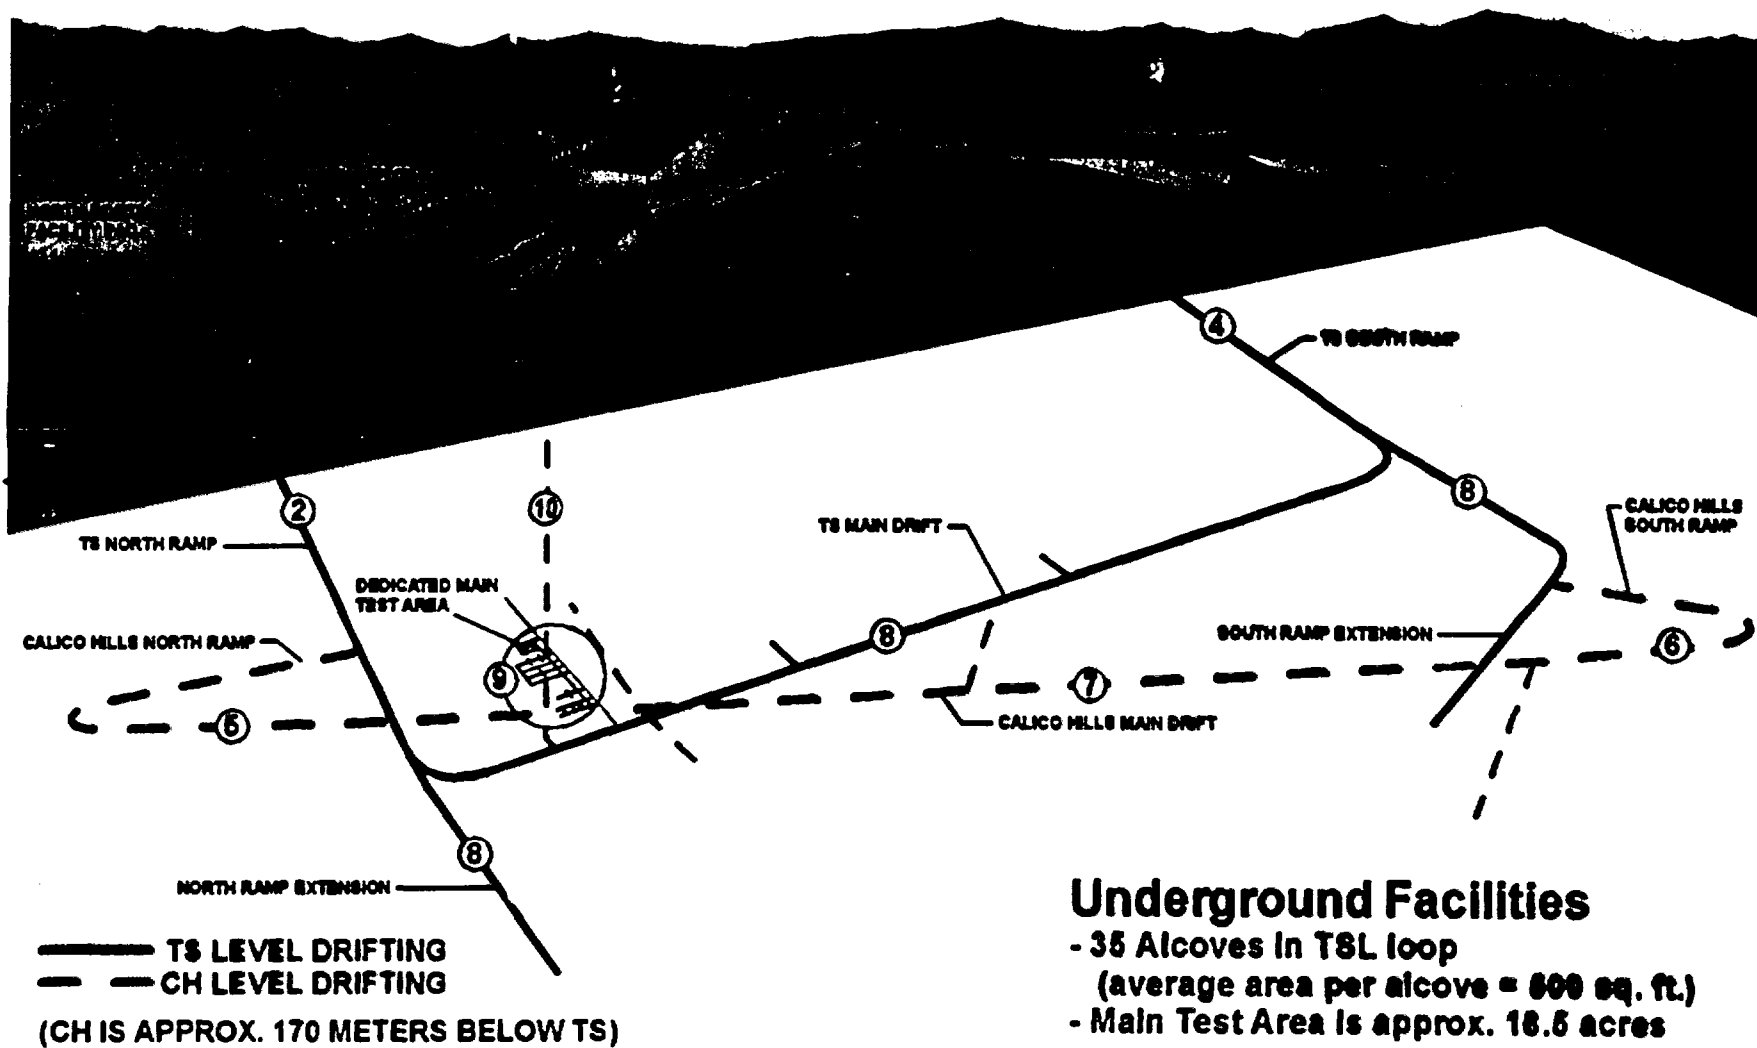 4
TS SOUTH RAMP
2
10
8
CALICO HILLS
SOUTH RAMP
TS NORTH RAMP
TS MAIN DRIFT
DEDICATED MAIN
TEST AREA
CALICO HILLS NORTH RAMP
8
SOUTH RAMP EXTENSION
6
9
7
5
CALICO HILLS MAIN DRIFT
8
NORTH RAMP EXTENSION
TS LEVEL DRIFTING
CH LEVEL DRIFTING
(CH IS APPROX. 170 METERS BELOW TS)
Underground Facilities
- 35 Alcoves in TSL loop
(average area per alcove = sq. ft.)
- Main Test Area is approx. 18.5 acres